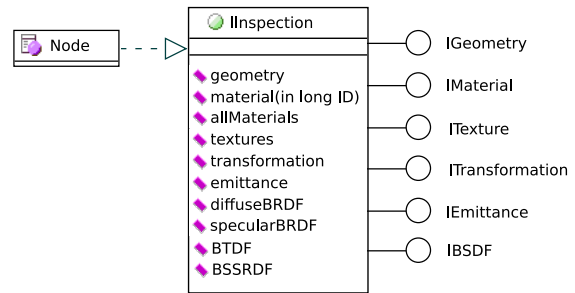 Node
IInspection
geometry
material(in long ID)
allMaterials
textures
transformation
emittance
diffuseBRDF
specularBRDF
BTDF
BSSRDF
IGeometry
IMaterial
ITexture
ITransformation
IEmittance
IBSDF